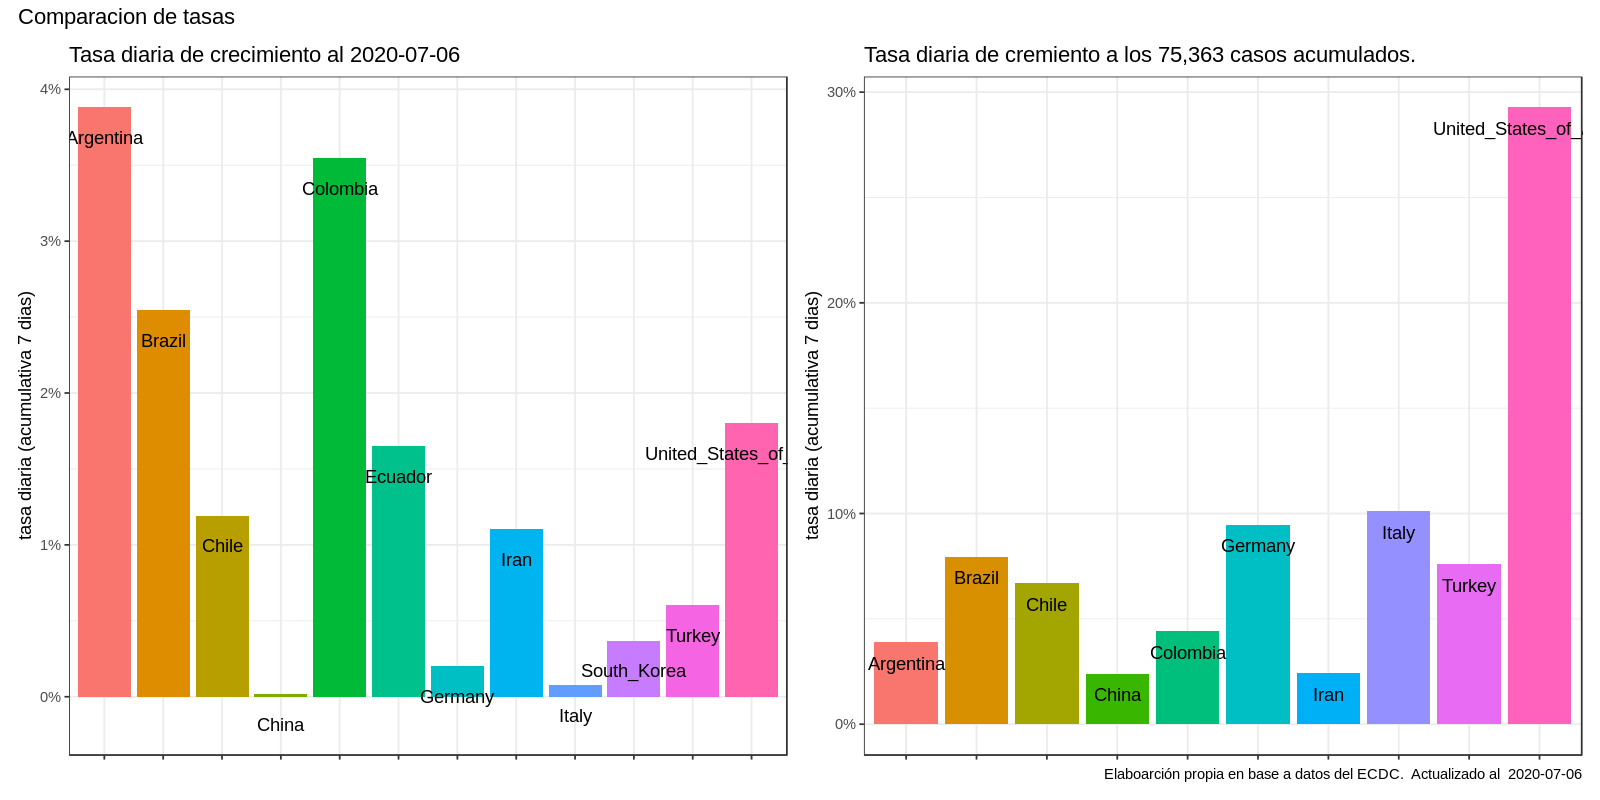 Comparacion de tasas
Tasa diaria de crecimiento al 2020-07-06
4%
3%
2%
1%
0%
tasa diaria (acumulativa 7 dias)
Argentina
Brazil
Chile
China
Colombia
Ecuador
Germany
Iran
Italy
South_Korea
Turkey
United_States_of_
Tasa diaria de cremiento a los 75,363 casos acumulados.
30%
20%
10%
0%
tasa diaria (acumulativa 7 dias)
Argentina
Brazil
Chile
China
Colombia
Germany
Iran
Italy
Turkey
United_States_of_
Elaboarción propia en base a datos del ECDC.  Actualizado al  2020-07-06